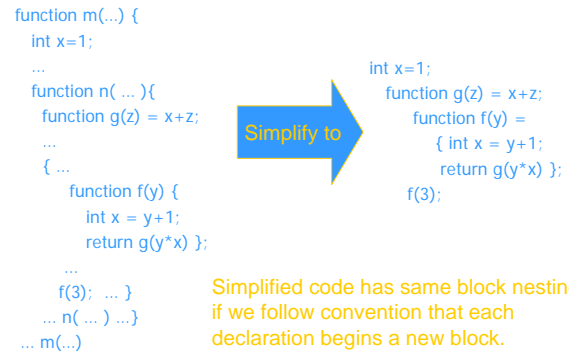 function m(...) {
int x=1;
...
function n( ... ){
function g(z) = x+z;
...
{ ...
function f(y) {
int x = y+1;
return g(y*x) };
...
f(3); ... }
... n( ... ) ...}
... m(...)
Simplify to
int x=1;
function g(z) = x+z;
function f(y) =
{ int x = y+1;
return g(y*x) };
f(3);
Simplified code has same block nestin
if we follow convention that each
declaration begins a new block.